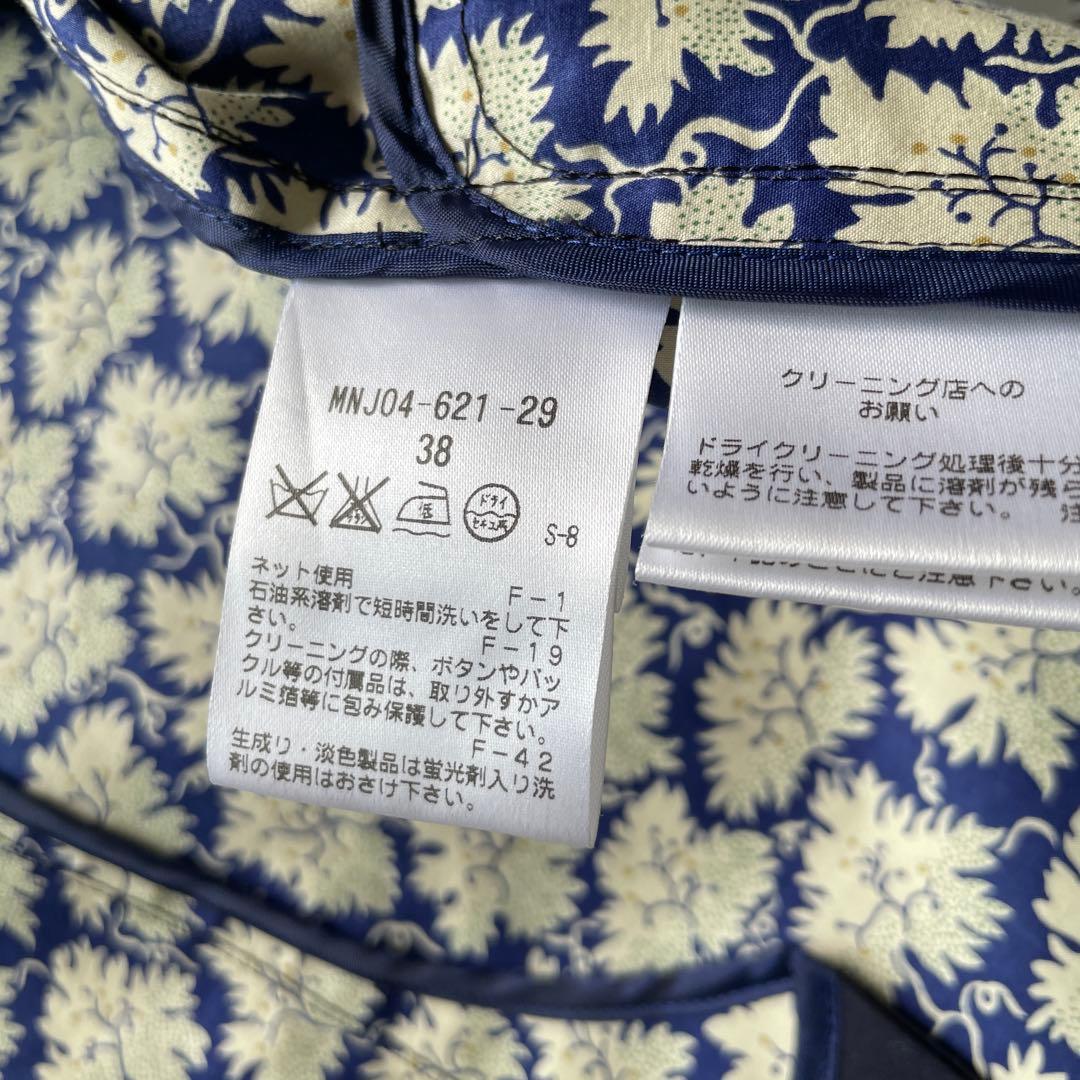 MNJ04-621-29
38
低
ドライ
セキユ系
S-8
ネット使用
F-1
石油系溶剤で短時間洗いをして下
さい。
F-19
クリーニングの際、ボタンやバッ
クル等の付属品は、取り外すかア
ルミ箔等に包み保護して下さい。
F-42
生成り・淡色製品は蛍光剤入り洗
剤の使用はおさけ下さい。
クリーニング店への
お願い
ドライクリーニング処理後十分
乾燥を行い、製品に溶剤が残ら
いように注意して下さい。
注意下さい。